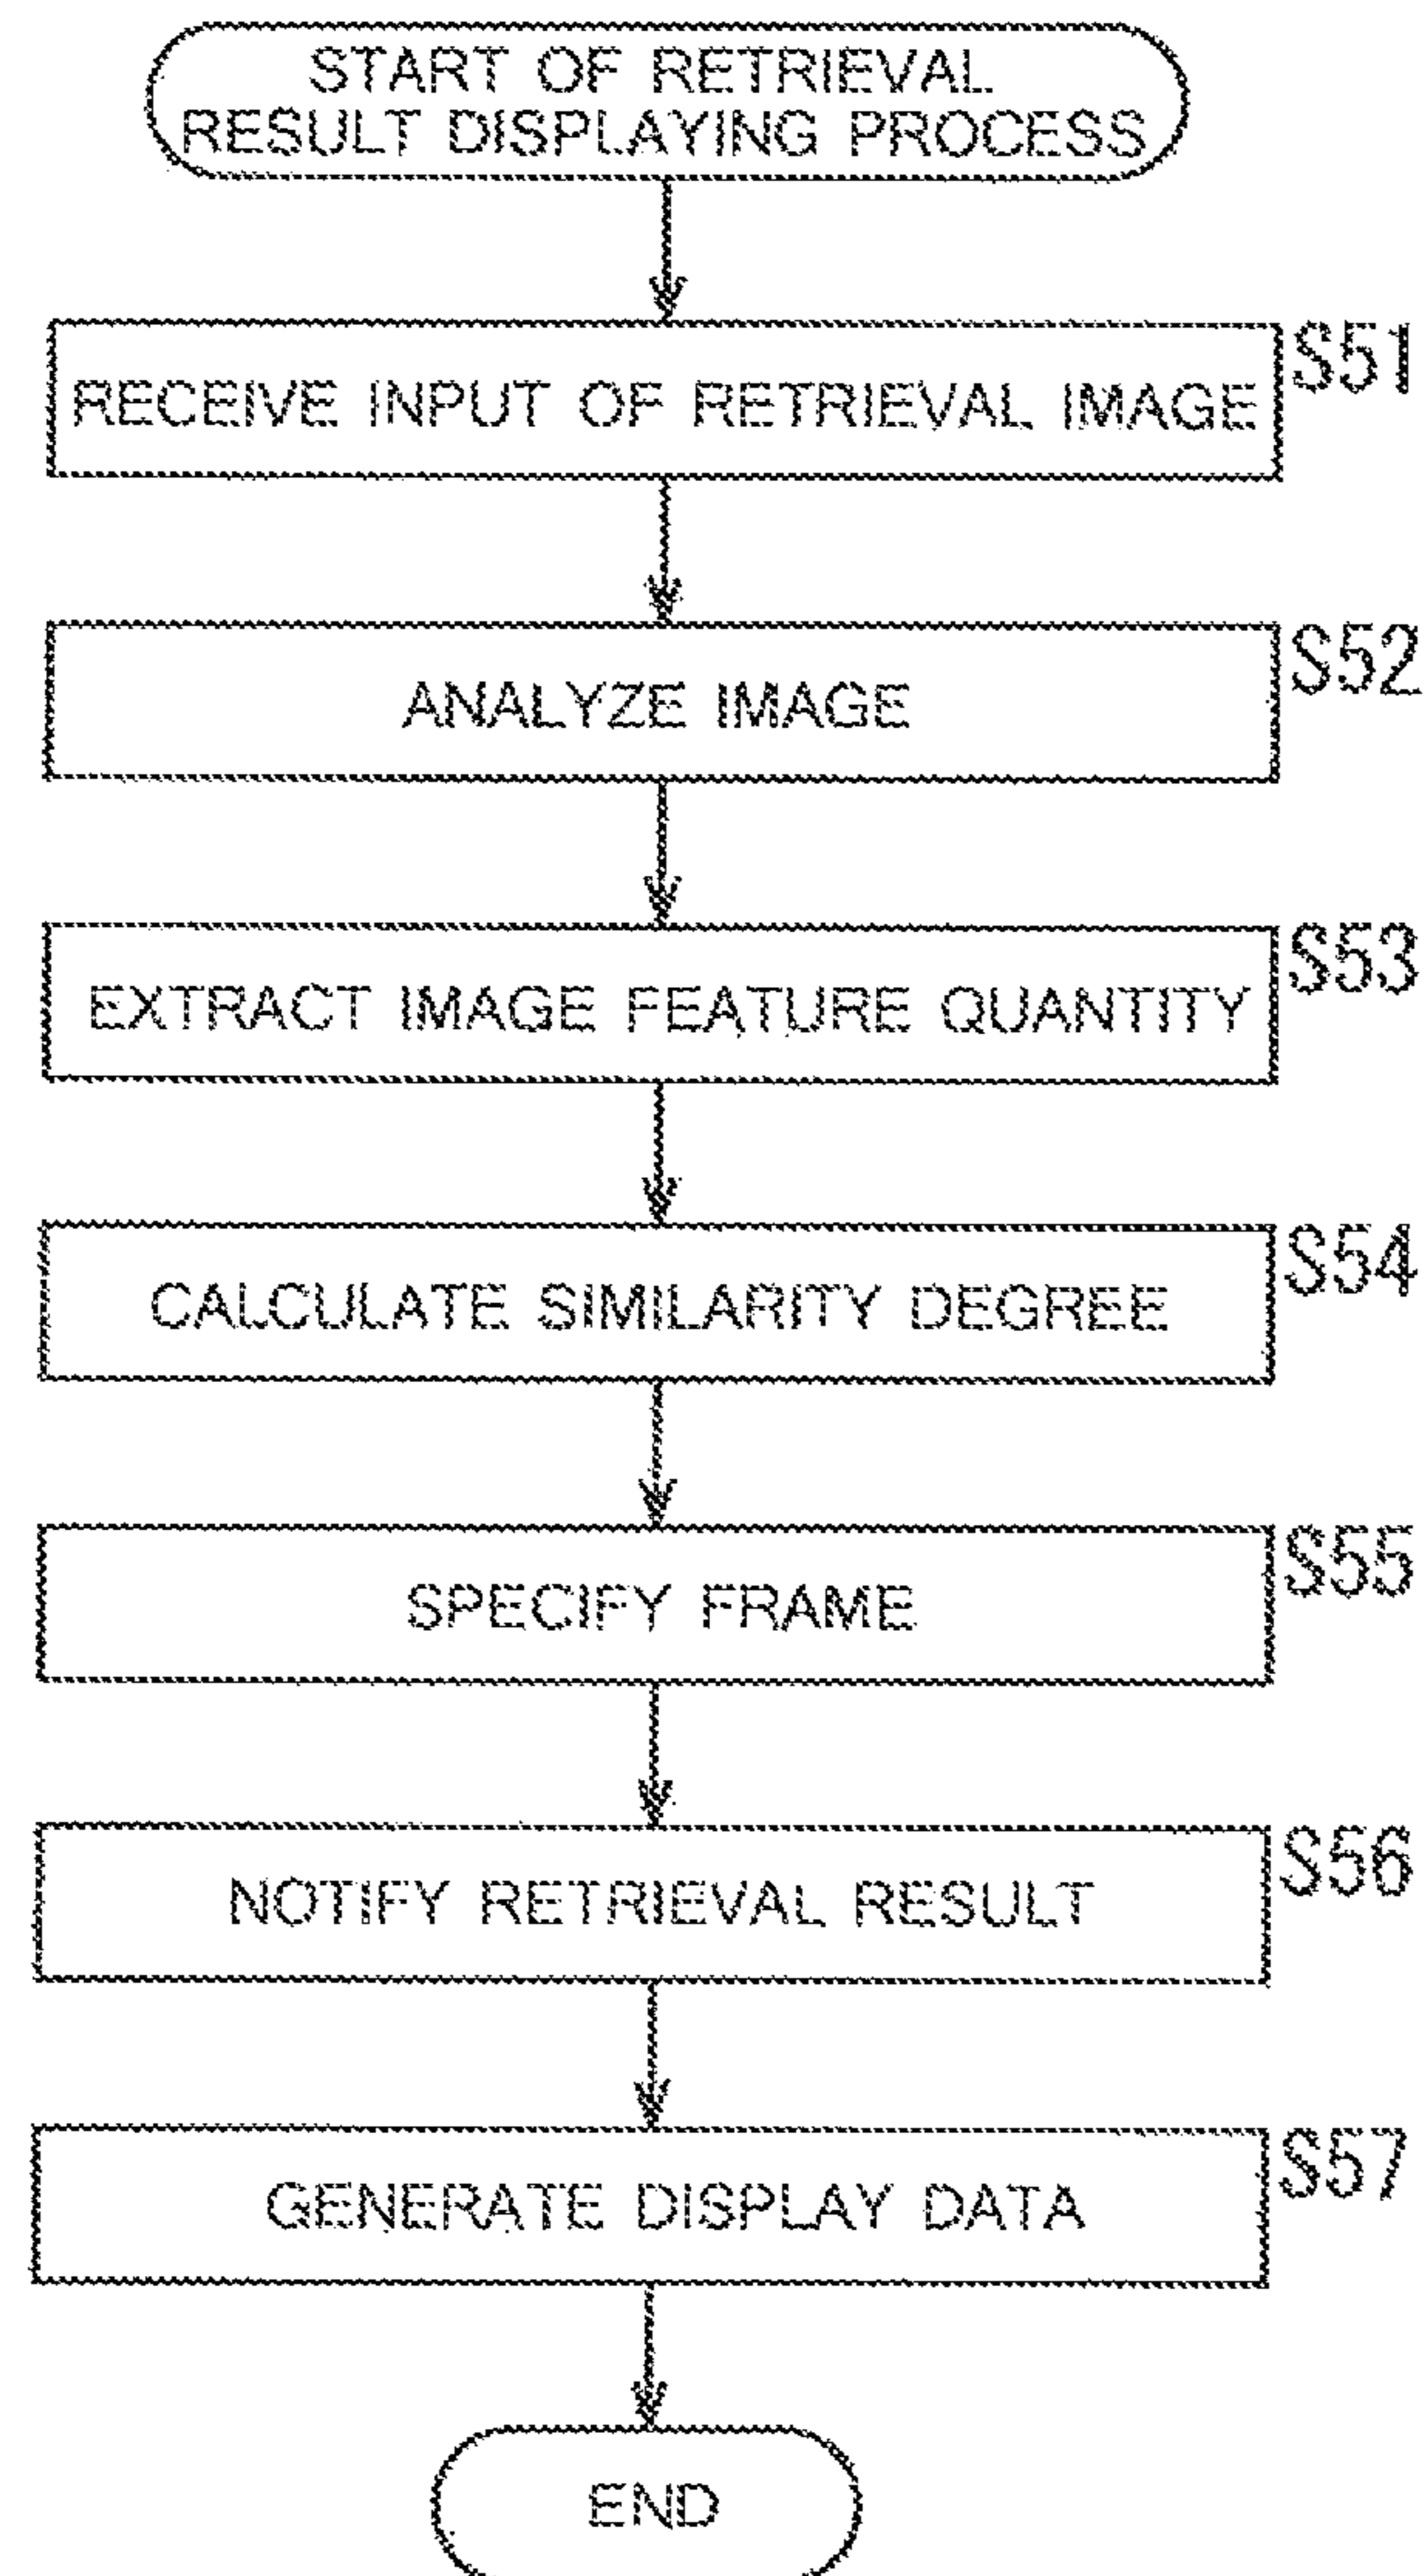 START OF RETRIEVAL
RESULT DISPLAYING PROCESS
S51
RECEIVE INPUT OF RETRIEVAL IMAGE
S52
ANALYZE IMAGE
S53
EXTRACT IMAGE FEATURE QUANTITY
S54
CALCULATE SIMILARITY DEGREE
S55
SPECIFY FRAME
S56
NOTIFY RETRIEVAL RESULT
S57
GENERATE DISPLAY DATA
END